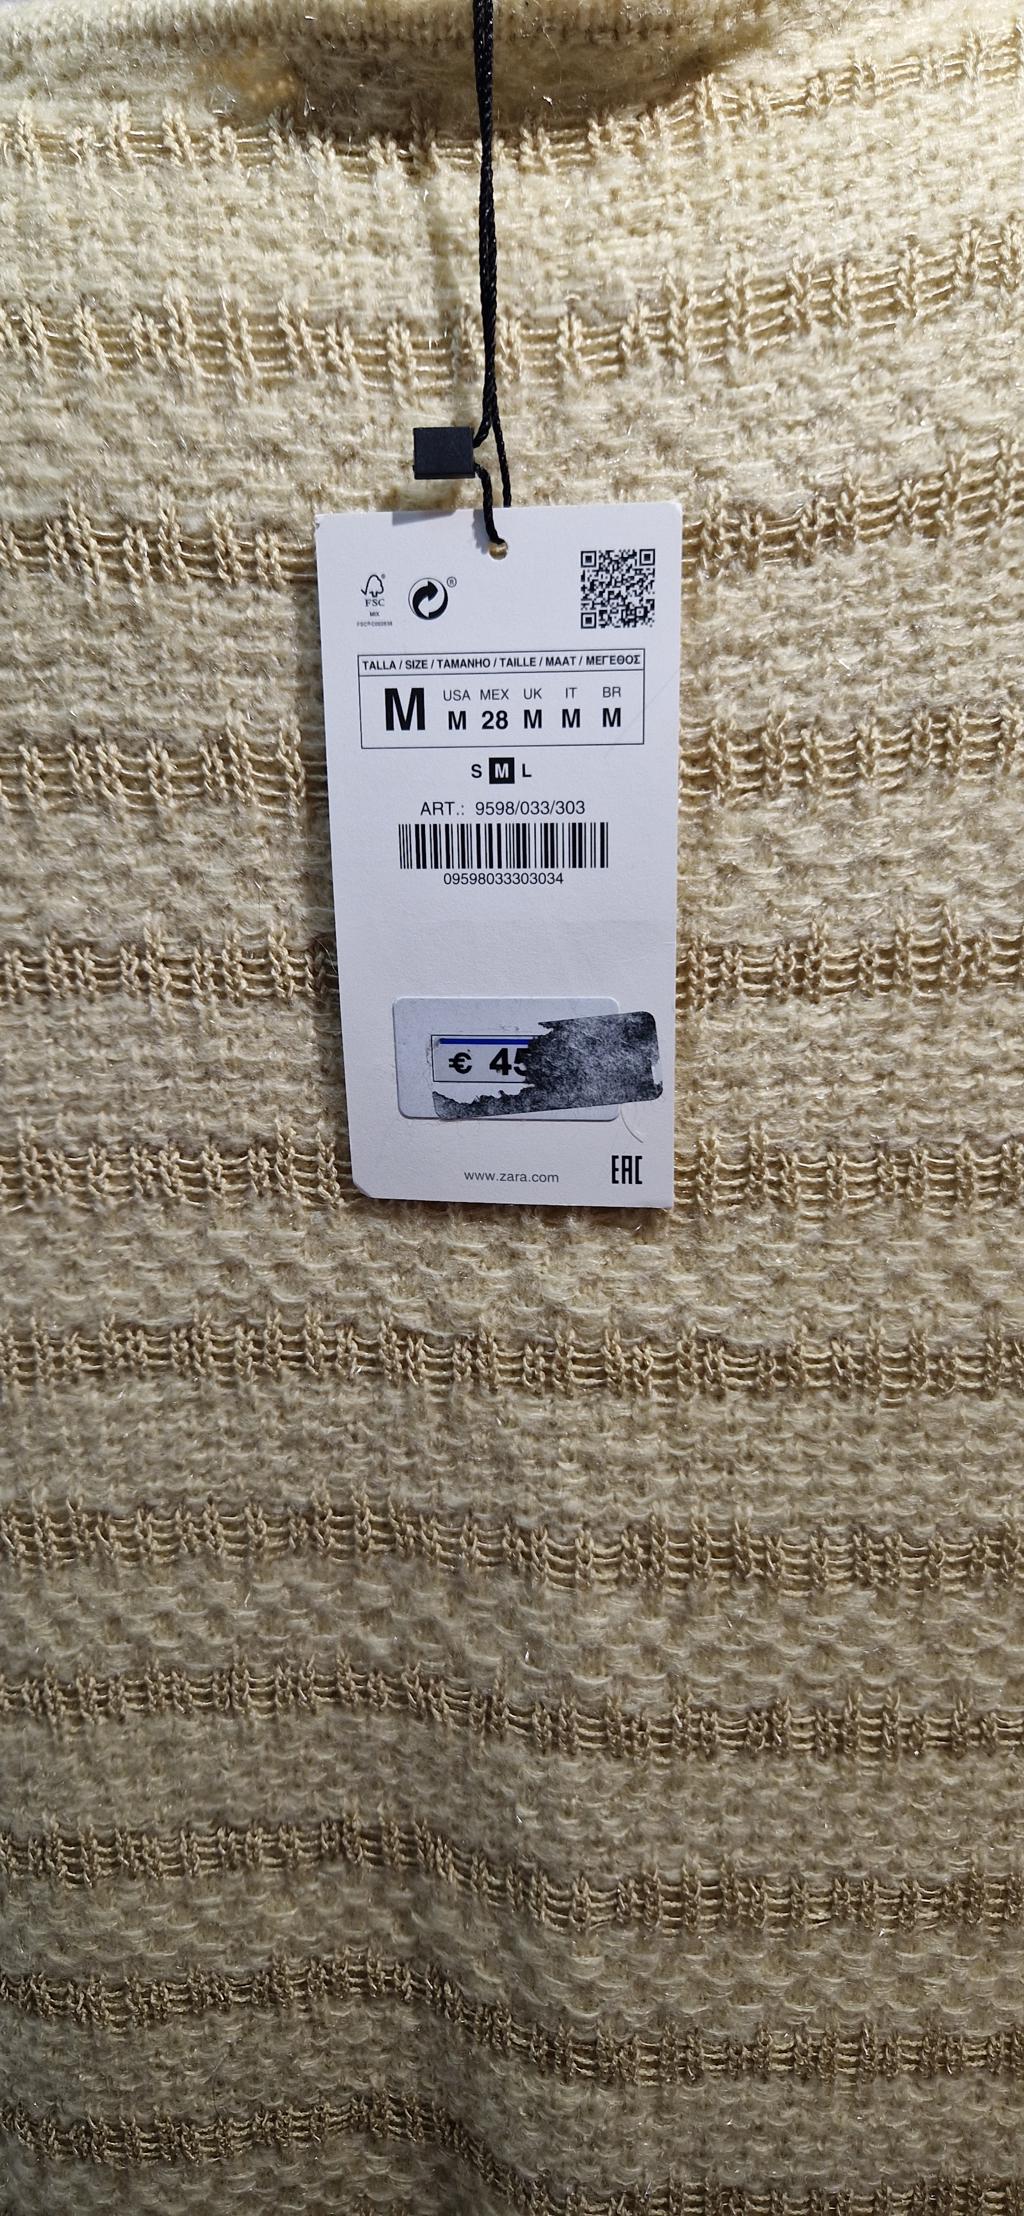 FSC
MIX
®
TALLA / SIZE / TAMANHO / TAILLE / MAAT / ΜΕΓΕΘΟΣ
M
USA MEX UK IT BR
M 28 M M M
S M L
ART.: 9598/033/303
09598033303034
€ 45
www.zara.com
EAC